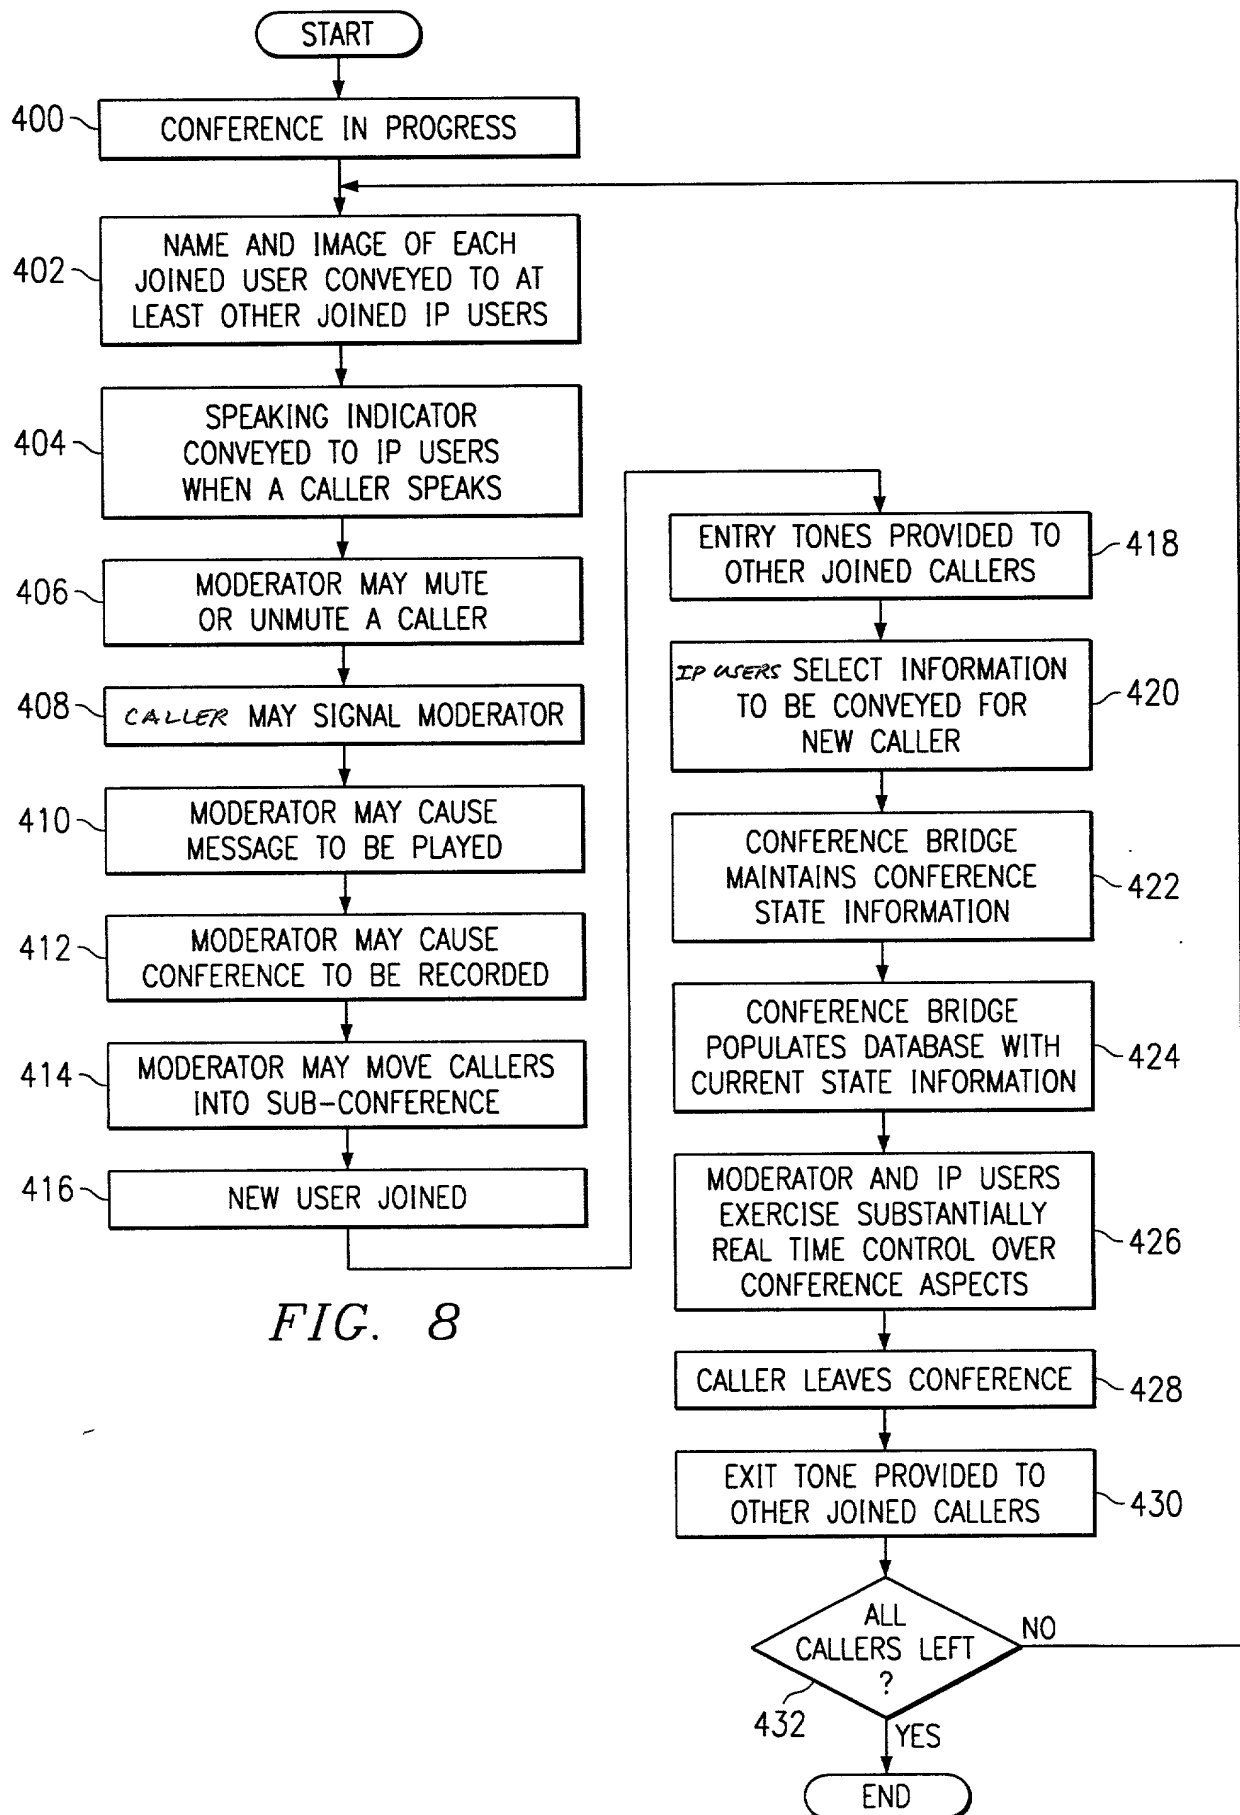 START
400
CONFERENCE IN PROGRESS
402
NAME AND IMAGE OF EACH
JOINED USER CONVEYED TO AT
LEAST OTHER JOINED IP USERS
404
SPEAKING INDICATOR
CONVEYED TO IP USERS
WHEN A CALLER SPEAKS
406
MODERATOR MAY MUTE
OR UNMUTE A CALLER
408
CALLER MAY SIGNAL MODERATOR
410
MODERATOR MAY CAUSE
MESSAGE TO BE PLAYED
412
MODERATOR MAY CAUSE
CONFERENCE TO BE RECORDED
414
MODERATOR MAY MOVE CALLERS
INTO SUB-CONFERENCE
416
NEW USER JOINED
FIG. 8
ENTRY TONES PROVIDED TO
OTHER JOINED CALLERS
418
IP USERS SELECT INFORMATION
TO BE CONVEYED FOR
NEW CALLER
420
CONFERENCE BRIDGE
MAINTAINS CONFERENCE
STATE INFORMATION
422
CONFERENCE BRIDGE
POPULATES DATABASE WITH
CURRENT STATE INFORMATION
424
MODERATOR AND IP USERS
EXERCISE SUBSTANTIALLY
REAL TIME CONTROL OVER
CONFERENCE ASPECTS
426
CALLER LEAVES CONFERENCE
428
EXIT TONE PROVIDED TO
OTHER JOINED CALLERS
430
ALL
CALLERS LEFT
?
NO
432
YES
END